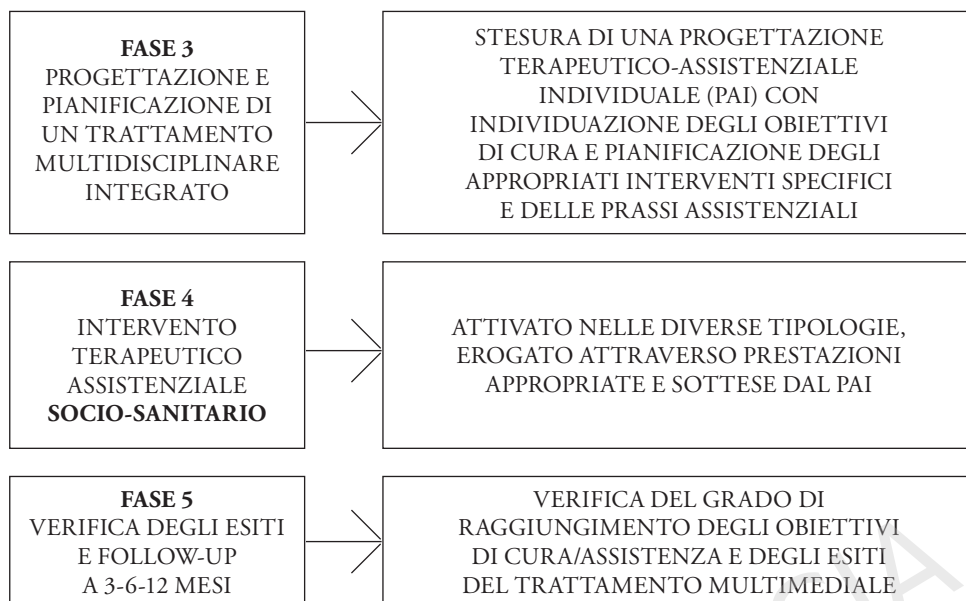 FASE 3
PROGETTAZIONE E
PIANIFICAZIONE DI
UN TRATTAMENTO
MULTIDISCIPLINARE
INTEGRATO
STESURA DI UNA PROGETTAZIONE
TERAPEUTICO-ASSISTENZIALE
INDIVIDUALE (PAI) CON
INDIVIDUAZIONE DEGLI OBIETTIVI
DI CURA E PIANIFICAZIONE DEGLI
APPROPRIATI INTERVENTI SPECIFICI
E DELLE PRASSI ASSISTENZIALI
FASE 4
INTERVENTO
TERAPEUTICO
ASSISTENZIALE
SOCIO-SANITARIO
ATTIVATO NELLE DIVERSE TIPOLOGIE,
EROGATO ATTRAVERSO PRESTAZIONI
APPROPRIATE E SOTTESE DAL PAI
FASE 5
VERIFICA DEGLI ESITI
E FOLLOW-UP
A 3-6-12 MESI
VERIFICA DEL GRADO DI
RAGGIUNGIMENTO DEGLI OBIETTIVI
DI CURA/ASSISTENZA E DEGLI ESITI
DEL TRATTAMENTO MULTIMEDIALE